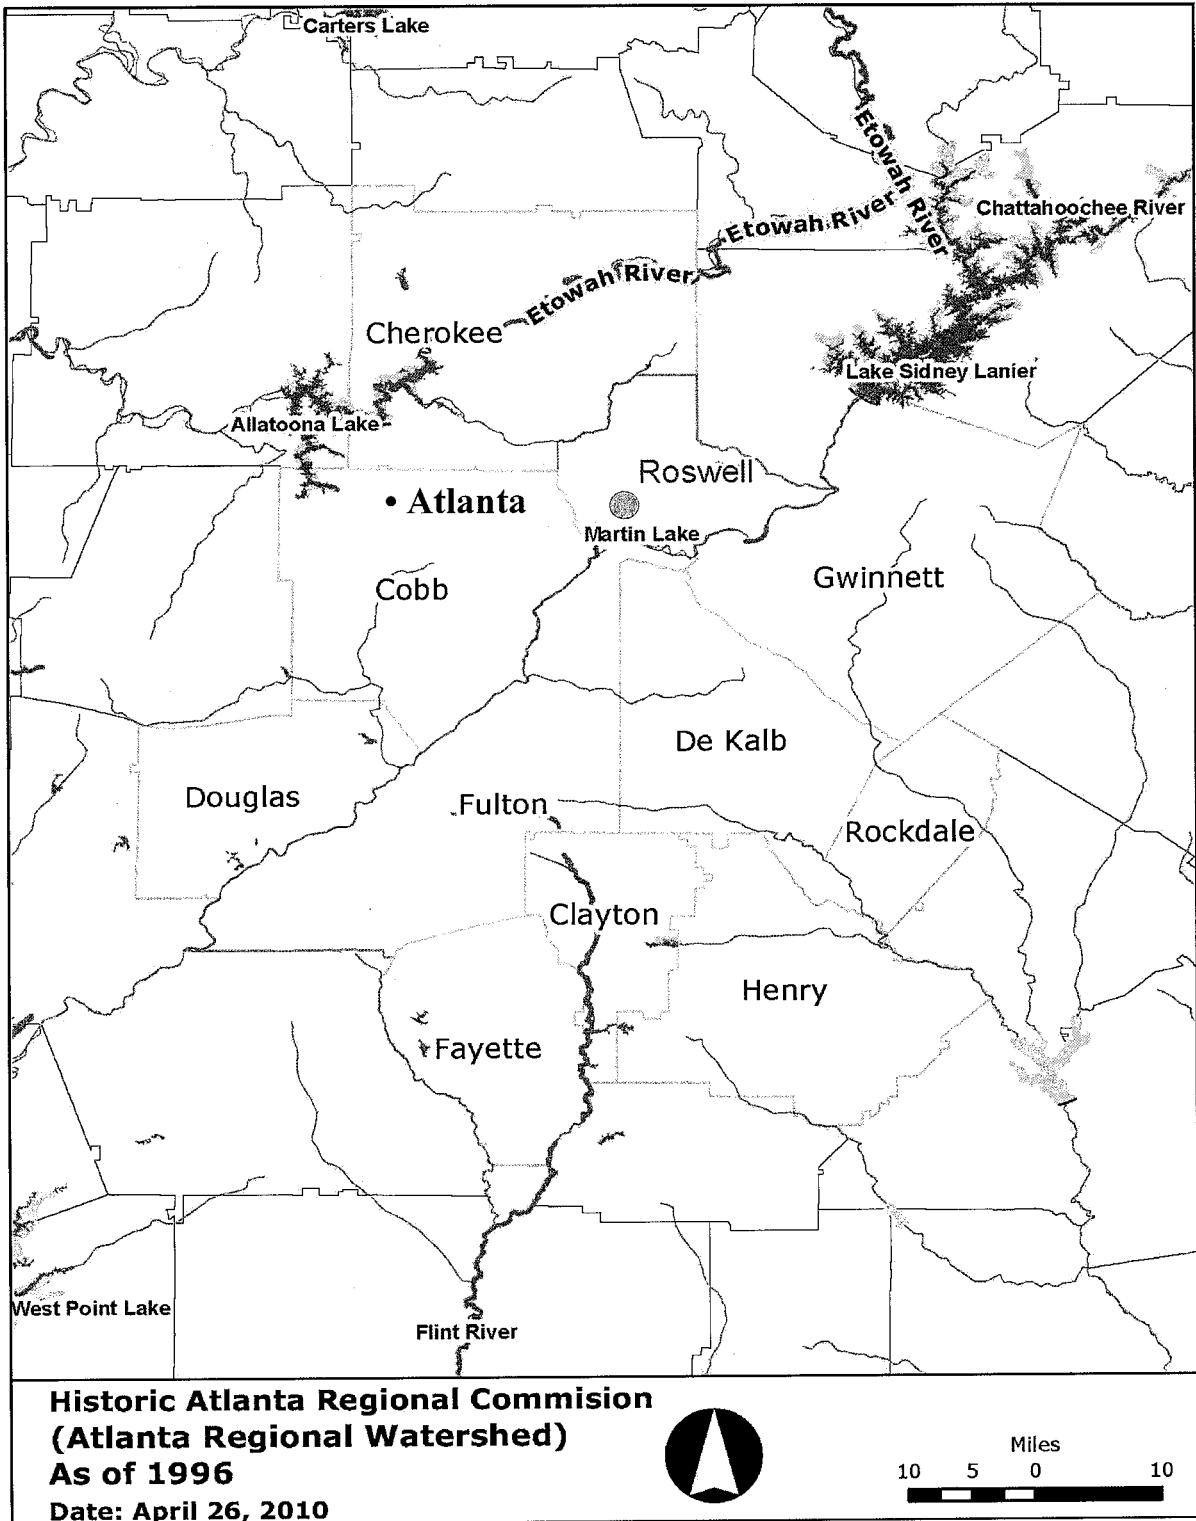 Carters Lake
Etowah River
Etowah River
Chattahoochee River
Etowah River
Cherokee
Lake Sidney Lanier
Allatoona Lake
Roswell
• Atlanta
Martin Lake
Cobb
Gwinnett
De Kalb
Douglas
Fulton
Rockdale
Clayton
Henry
Fayette
West Point Lake
Flint River
Historic Atlanta Regional Commision
(Atlanta Regional Watershed)
As of 1996
Date: April 26, 2010
Miles
10 5 0 10